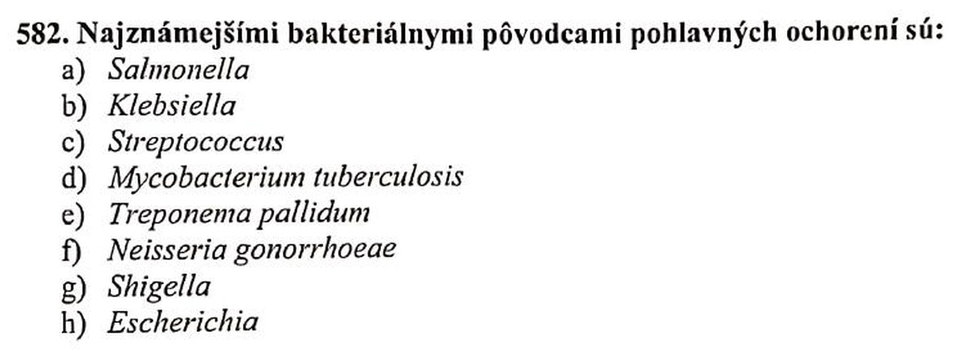 582. Najznámejšími bakteriálnymi pôvodcami pohlavných ochorení sú:
a) Salmonella
b) Klebsiella
c) Streptococcus
d) Mycobacterium tuberculosis
e) Treponema pallidum
f) Neisseria gonorrhoeae
g) Shigella
h) Escherichia